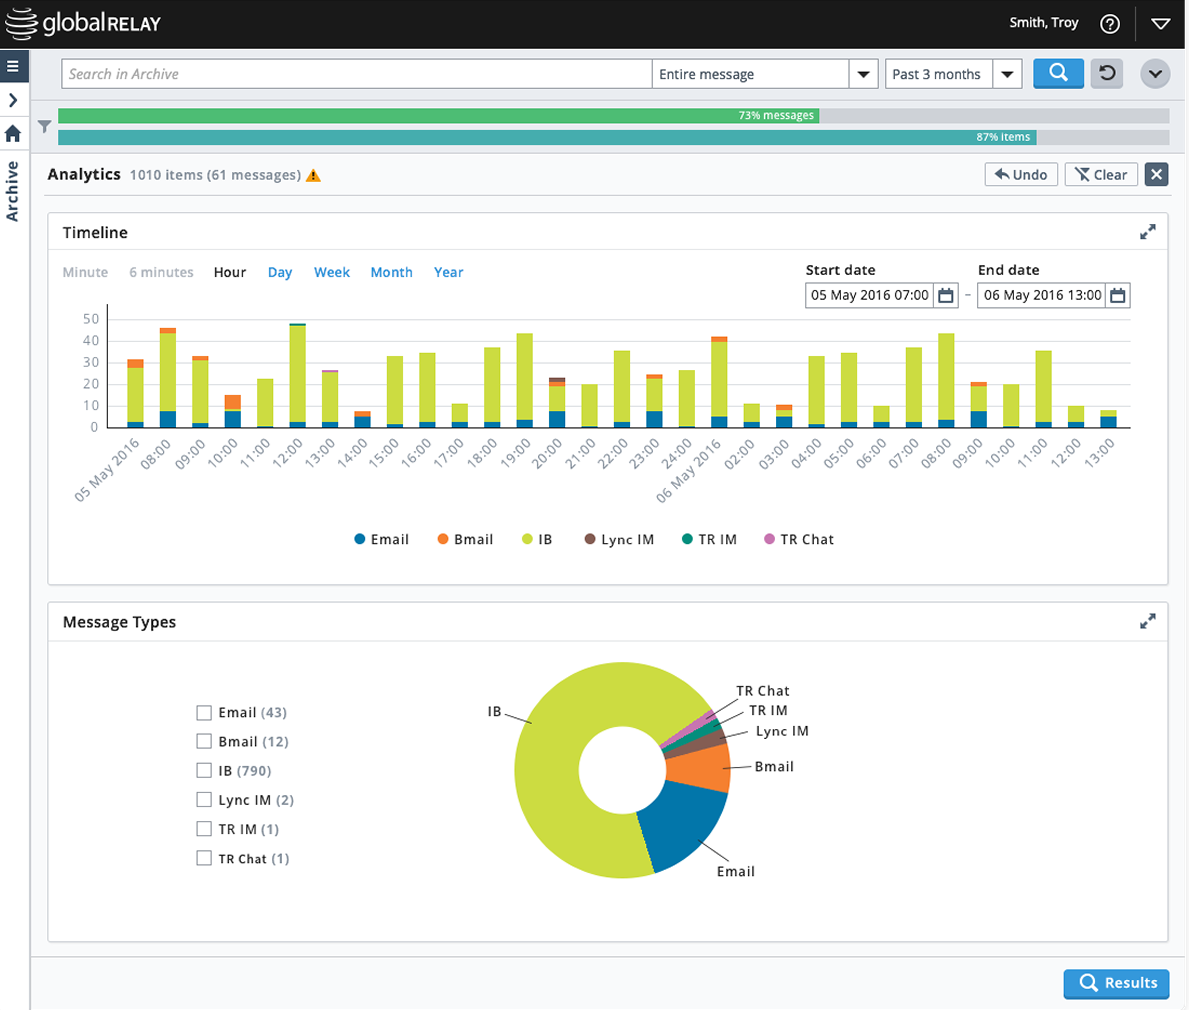 globalRELAY
Smith, Troy
Search in Archive
Entire message
Past 3 months
73% messages
87% items
Archive
Analytics 1010 items (61 messages)
Undo
Clear
Timeline
Minute 6 minutes Hour Day Week Month Year
Start date
End date
05 May 2016 07:00 – 06 May 2016 13:00
50
40
30
20
10
0
05 May 2016 08:00 09:00 10:00 11:00 12:00 13:00 14:00 15:00 16:00 17:00 18:00 19:00 20:00 21:00 22:00 23:00 24:00 06 May 2016 02:00 03:00 04:00 05:00 06:00 07:00 08:00 09:00 10:00 11:00 12:00 13:00
Email Bmail IB Lync IM TR IM TR Chat
Message Types
Email (43)
Bmail (12)
IB (790)
Lync IM (2)
TR IM (1)
TR Chat (1)
IB
TR Chat
TR IM
Lync IM
Bmail
Email
Results